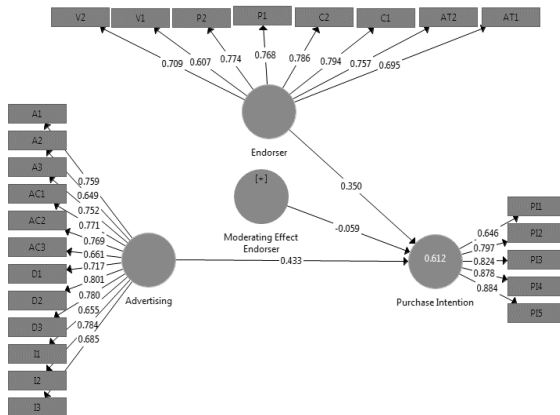 V2 V1 P2 P1 C2 C1 AT2 AT1
0.709 0.607 0.774 0.768 0.786 0.794 0.757 0.695
Endorser
A1
A2
A3
AC1
AC2
AC3
D1
D2
D3
I1
I2
I3
0.759
0.649
0.752
0.771
0.769
0.661
0.717
0.801
0.780
0.655
0.784
0.685
Advertising
[+]
Moderating Effect
Endorser
0.350
-0.059
0.433
0.612
Purchase Intention
0.646
0.797
0.824
0.878
0.884
PI1
PI2
PI3
PI4
PI5